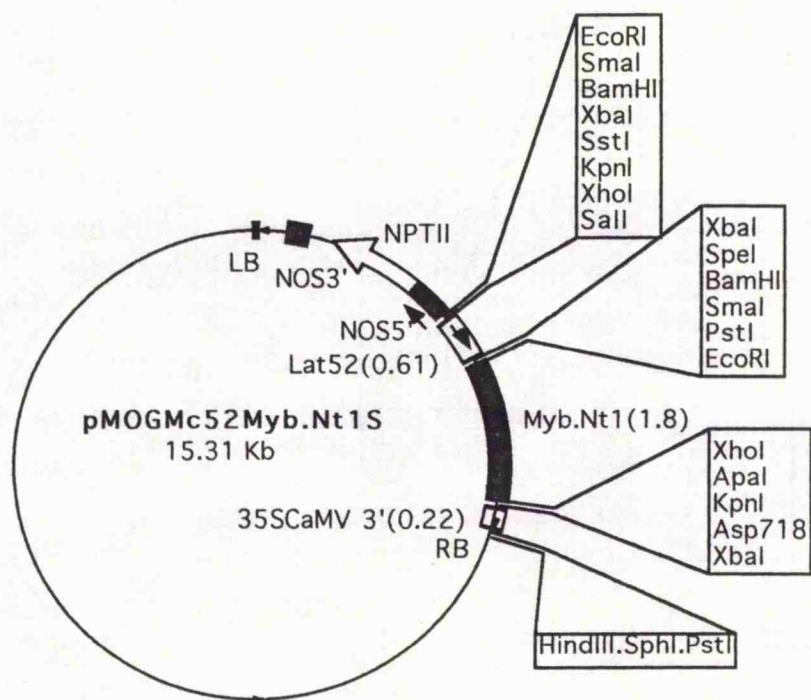 EcoRI
SmaI
BamHI
XbaI
SstI
KpnI
XhoI
SalI
XbaI
SpeI
BamHI
SmaI
PstI
EcoRI
NPTII
LB
NOS3'
NOS5'
Lat52(0.61)
pMOGMc52Myb.Nt1S
15.31 Kb
Myb.Nt1(1.8)
XhoI
ApaI
KpnI
Asp718
XbaI
35SCaMV 3'(0.22)
RB
HindIII.SphI.PstI